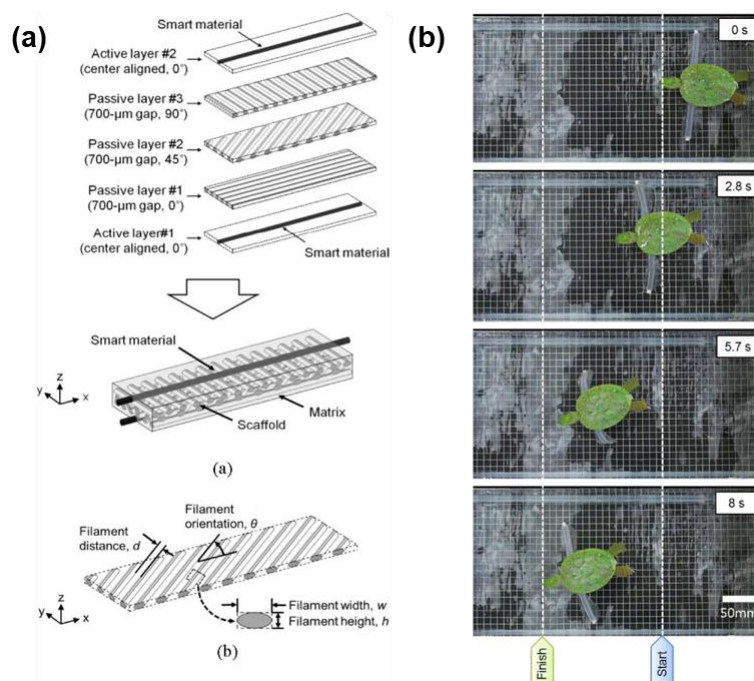 (a)
Smart material
Active layer #2
(center aligned, 0°)
Passive layer #3
(700-μm gap, 90°)
Passive layer #2
(700-μm gap, 45°)
Passive layer #1
(700-μm gap, 0°)
Active layer#1
(center aligned, 0°)
Smart material
Smart material
z
y
x
Scaffold
Matrix
(a)
Filament
distance, d
Filament
orientation, θ
z
y
x
Filament width, w
Filament height, h
(b)
(b)
0 s
2.8 s
5.7 s
8 s
50mm
Finish
Start